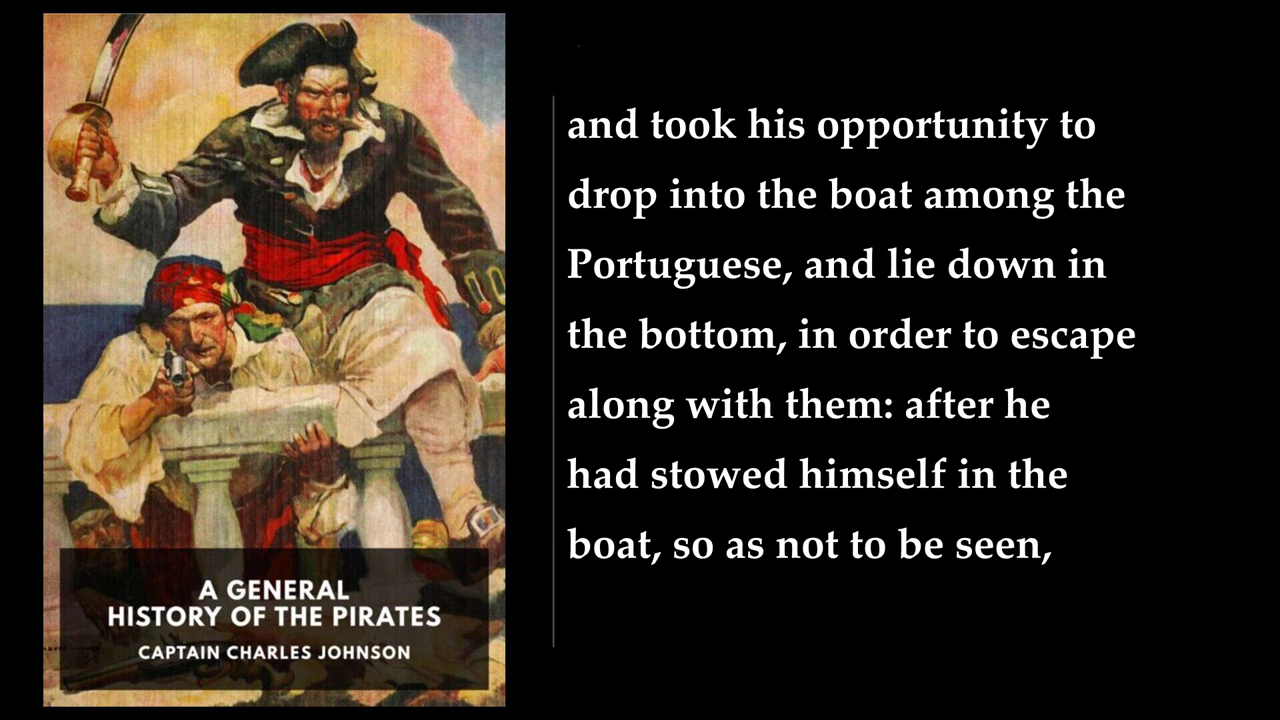 A GENERAL
HISTORY OF THE PIRATES
CAPTAIN CHARLES JOHNSON
and took his opportunity to
drop into the boat among the
Portuguese, and lie down in
the bottom, in order to escape
along with them: after he
had stowed himself in the
boat, so as not to be seen,